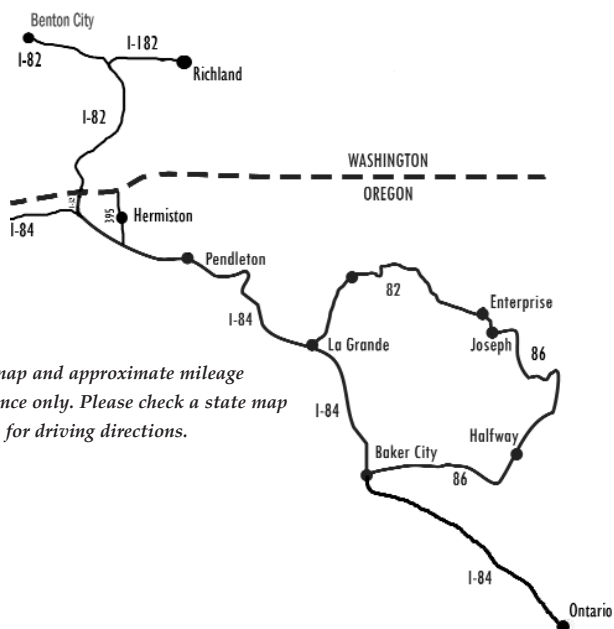 Benton City
I-182
I-82
Richland
I-82
WASHINGTON
OREGON
I-82
395
Hermiston
I-84
Pendleton
82
Enterprise
I-84
La Grande
Joseph
86
map and approximate mileage
nce only. Please check a state map
I-84
for driving directions.
Halfway
Baker City
86
I-84
Ontario